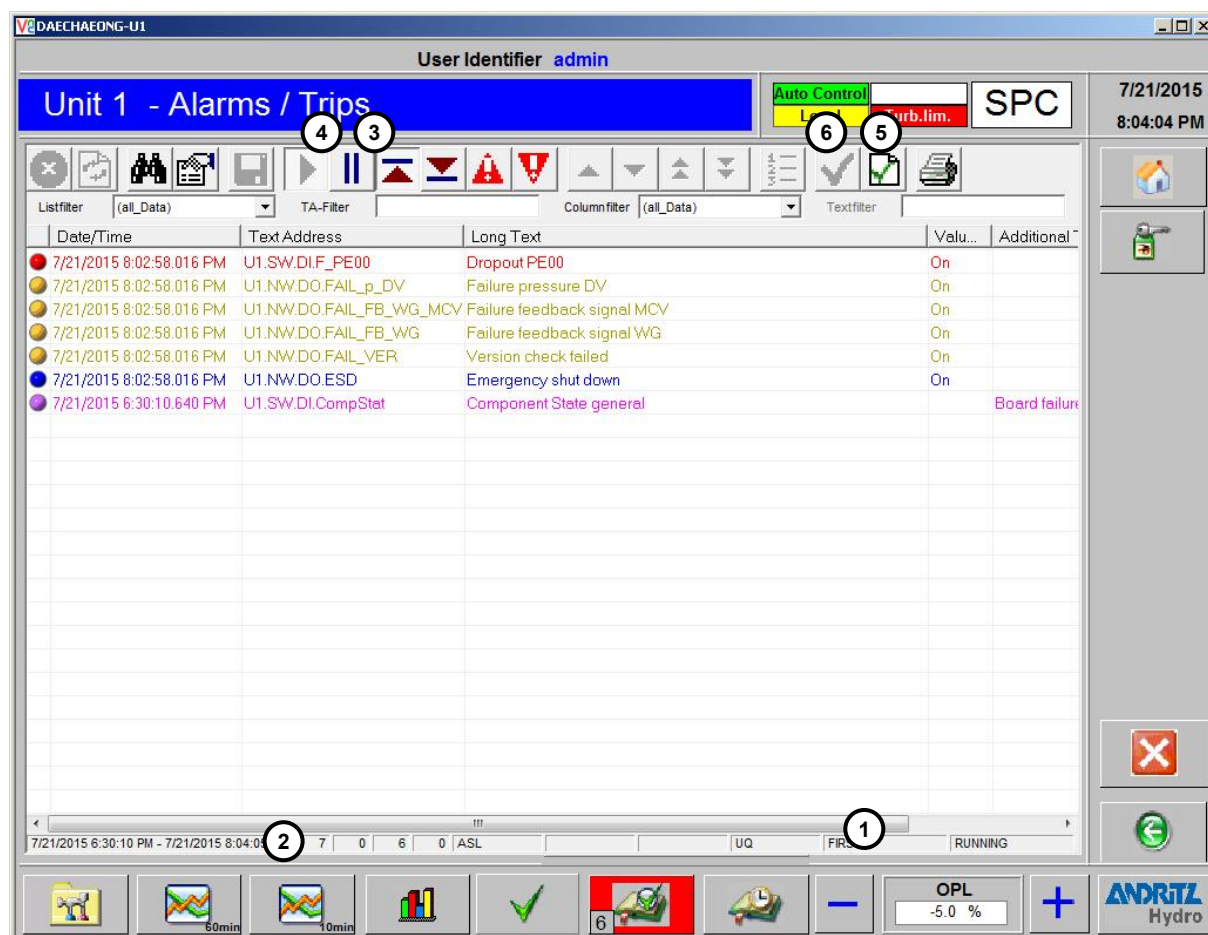 DAECHAEONG-U1
User Identifier admin
Unit 1 - Alarms / Trips
Auto Control
Turb.lim.
SPC
7/21/2015
8:04:04 PM
4 3 6 5
Listfilter (all_Data) TA-Filter Columnfilter (all_Data) Textfilter
Date/Time Text Address Long Text Valu... Additional
7/21/2015 8:02:58.016 PM U1.SW.DI.F_PE00 Dropout PE00 On
7/21/2015 8:02:58.016 PM U1.NW.DO.FAIL_p_DV Failure pressure DV On
7/21/2015 8:02:58.016 PM U1.NW.DO.FAIL_FB_WG_MCV Failure feedback signal MCV On
7/21/2015 8:02:58.016 PM U1.NW.DO.FAIL_FB_WG Failure feedback signal WG On
7/21/2015 8:02:58.016 PM U1.NW.DO.FAIL_VER Version check failed On
7/21/2015 8:02:58.016 PM U1.NW.DO.ESD Emergency shut down On
7/21/2015 6:30:10.640 PM U1.SW.DI.CompStat Component State general Board failure
7/21/2015 6:30:10 PM - 7/21/2015 8:04:05 2 7 0 6 0 ASL UQ 1 RUNNING
60min
10min
6
OPL
-5.0 %
ANDRITZ
Hydro